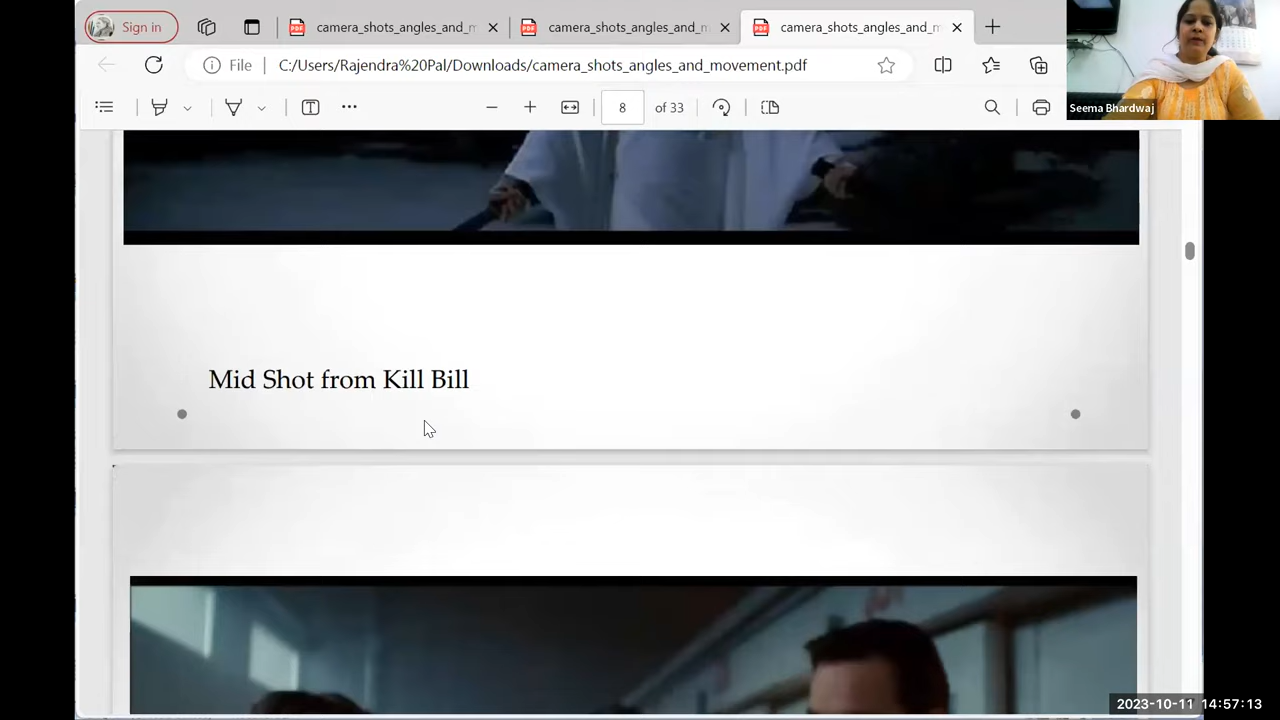 Sign in
camera_shots_angles_and_m
camera_shots_angles_and_m
camera_shots_angles_and_m
File
C:/Users/Rajendra%20Pal/Downloads/camera_shots_angles_and_movement.pdf
8 of 33
Seema Bhardwaj
Mid Shot from Kill Bill
2023-10-11 14:57:13